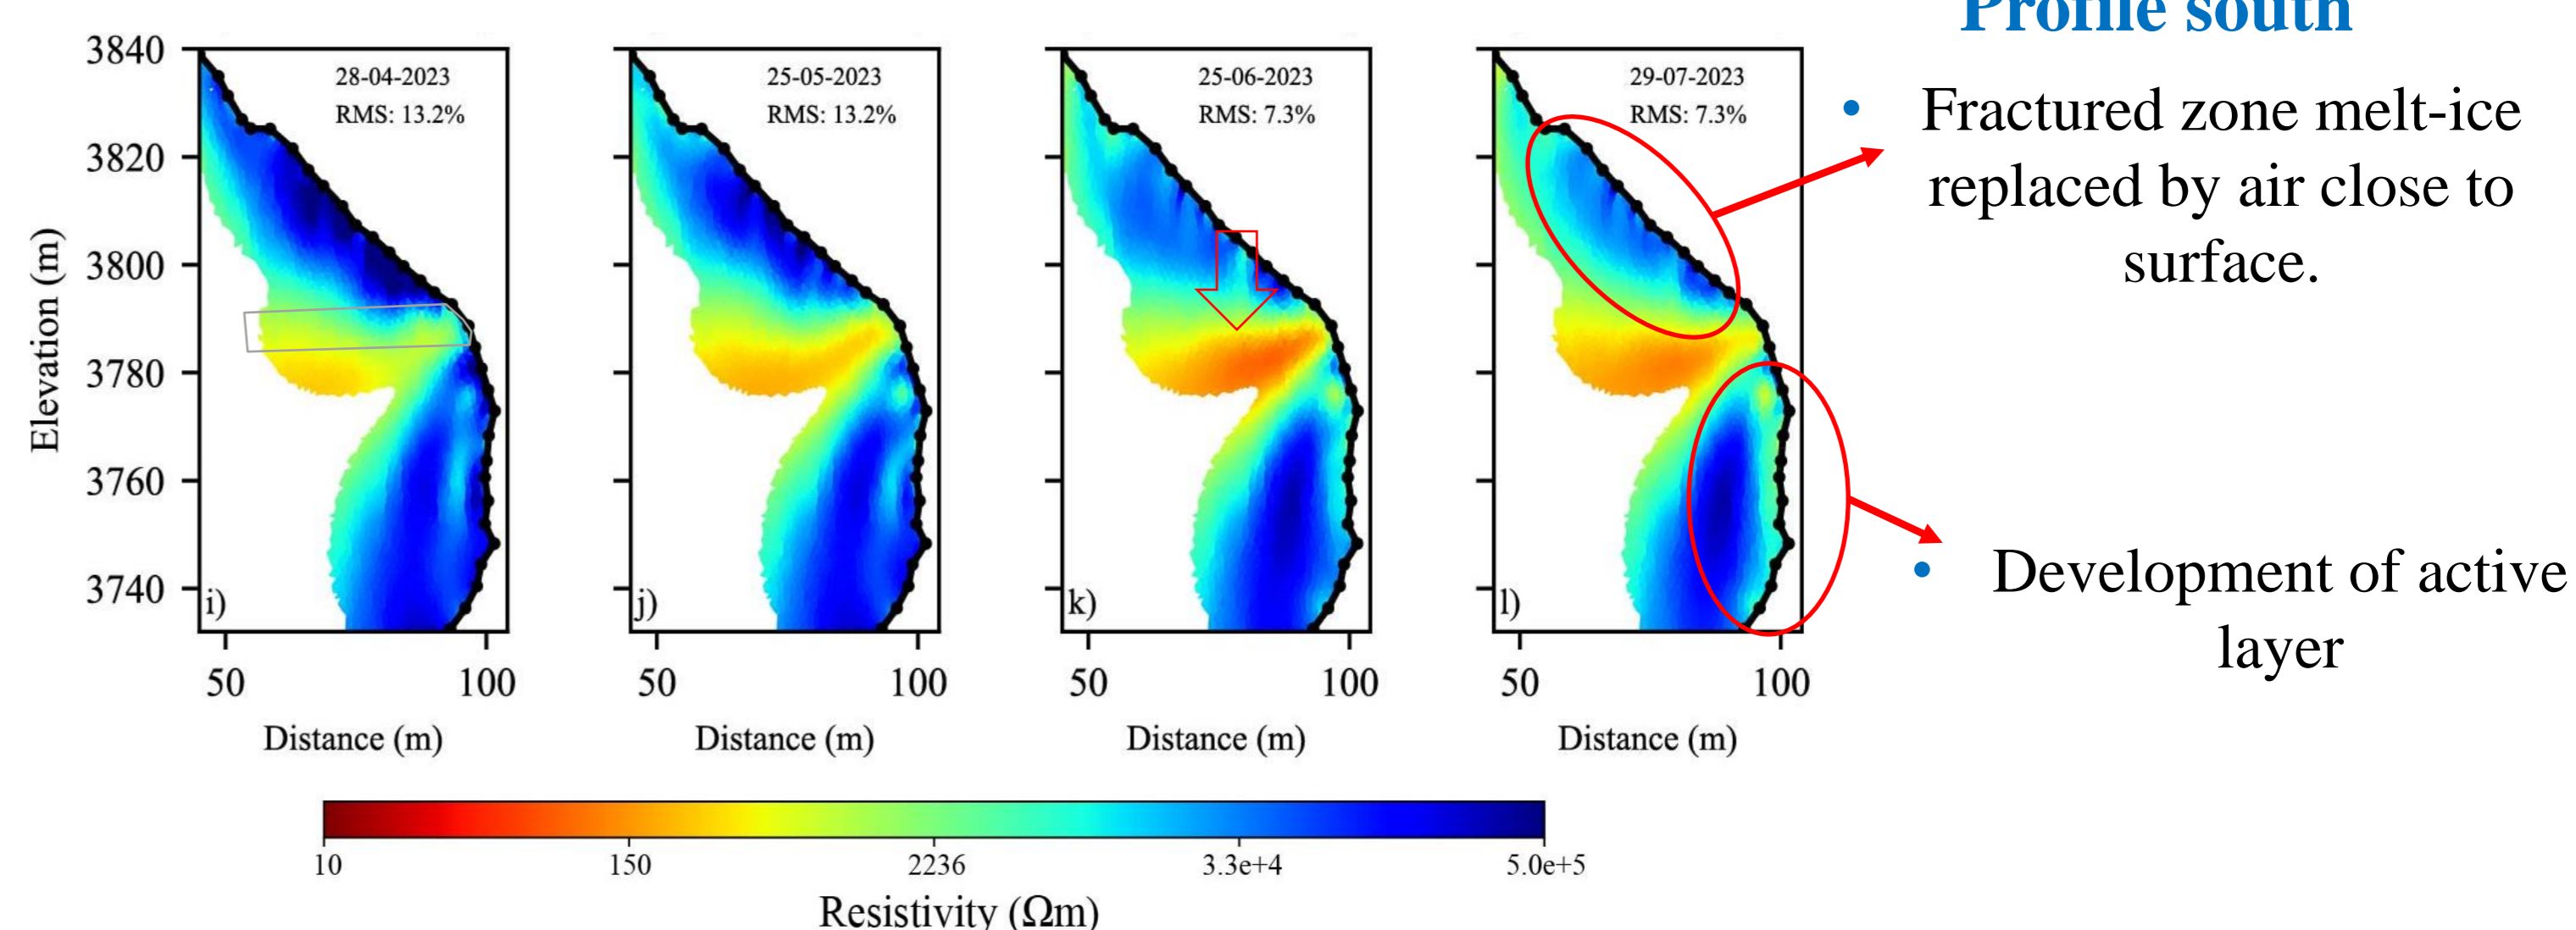 Profile south
3840
3820
3800
3780
3760
3740
Elevation (m)
28-04-2023
RMS: 13.2%
i)
50 100
Distance (m)
25-05-2023
RMS: 13.2%
j)
50 100
Distance (m)
25-06-2023
RMS: 7.3%
k)
50 100
Distance (m)
29-07-2023
RMS: 7.3%
l)
50 100
Distance (m)
• Fractured zone melt-ice
replaced by air close to
surface.
• Development of active
layer
10 150 2236 3.3e+4 5.0e+5
Resistivity (Ωm)